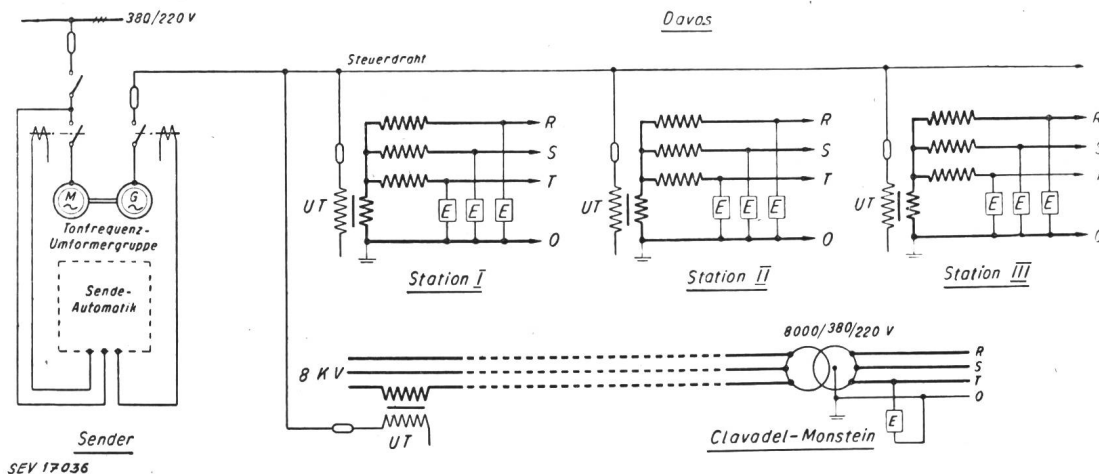 380/220 V
Davos
Steuerdraht
R
S
T
UT
E
E
E
O
Station I
R
S
T
UT
E
E
E
O
Station II
R
S
UT
E
E
E
O
Station III
M
G
Tonfrequenz-
Umformergruppe
Sende-
Automatik
Sender
8 KV
UT
8000/380/220 V
R
S
T
O
E
Clavadel-Monstein
SEV 17036